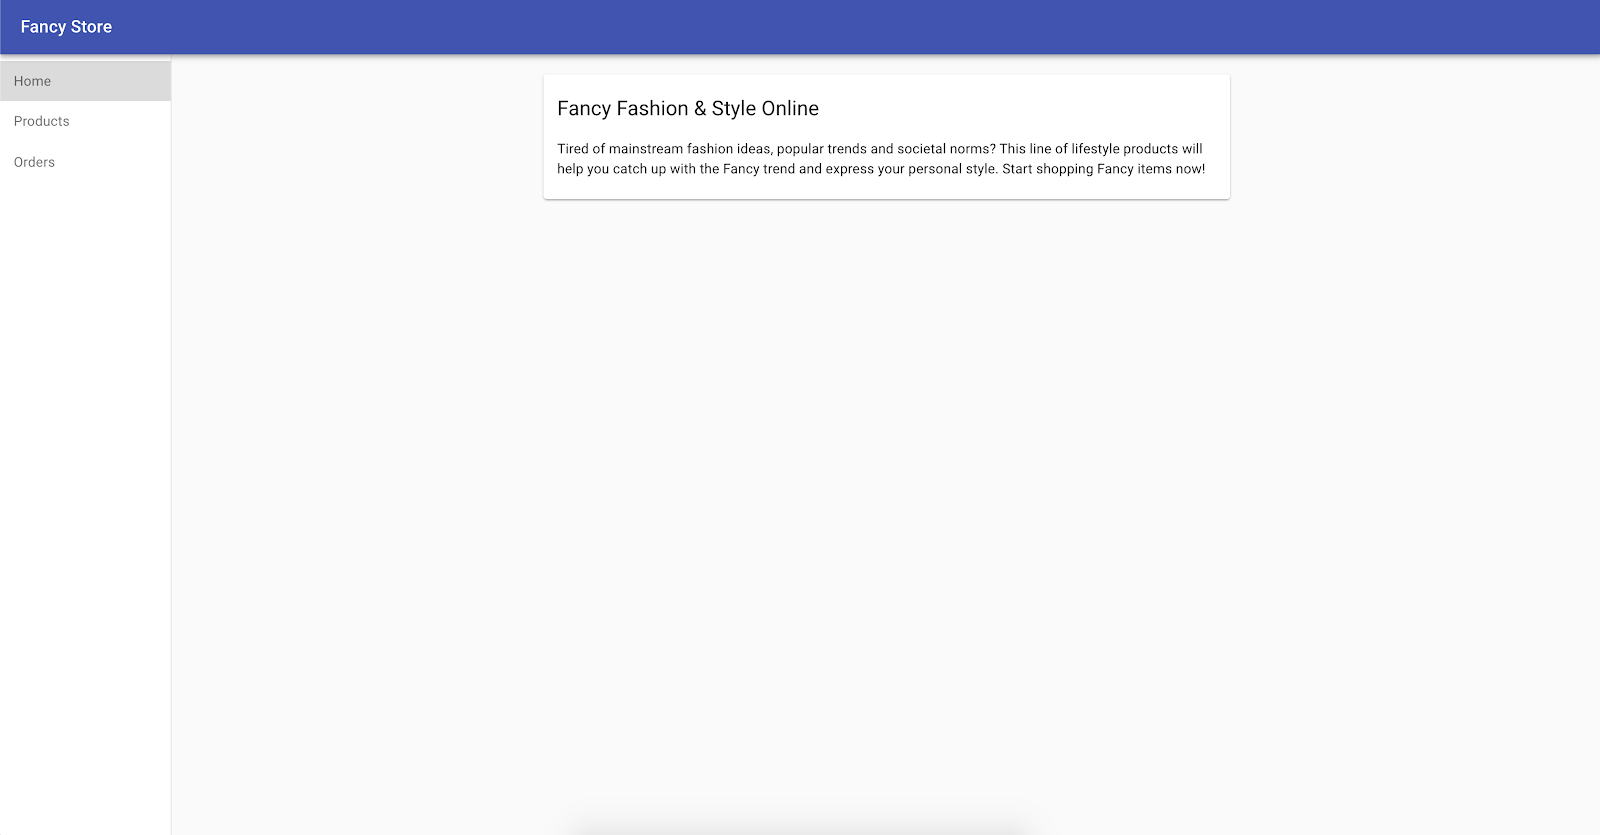 Fancy Store
Home
Products
Orders
Fancy Fashion & Style Online
Tired of mainstream fashion ideas, popular trends and societal norms? This line of lifestyle products will
help you catch up with the Fancy trend and express your personal style. Start shopping Fancy items now!